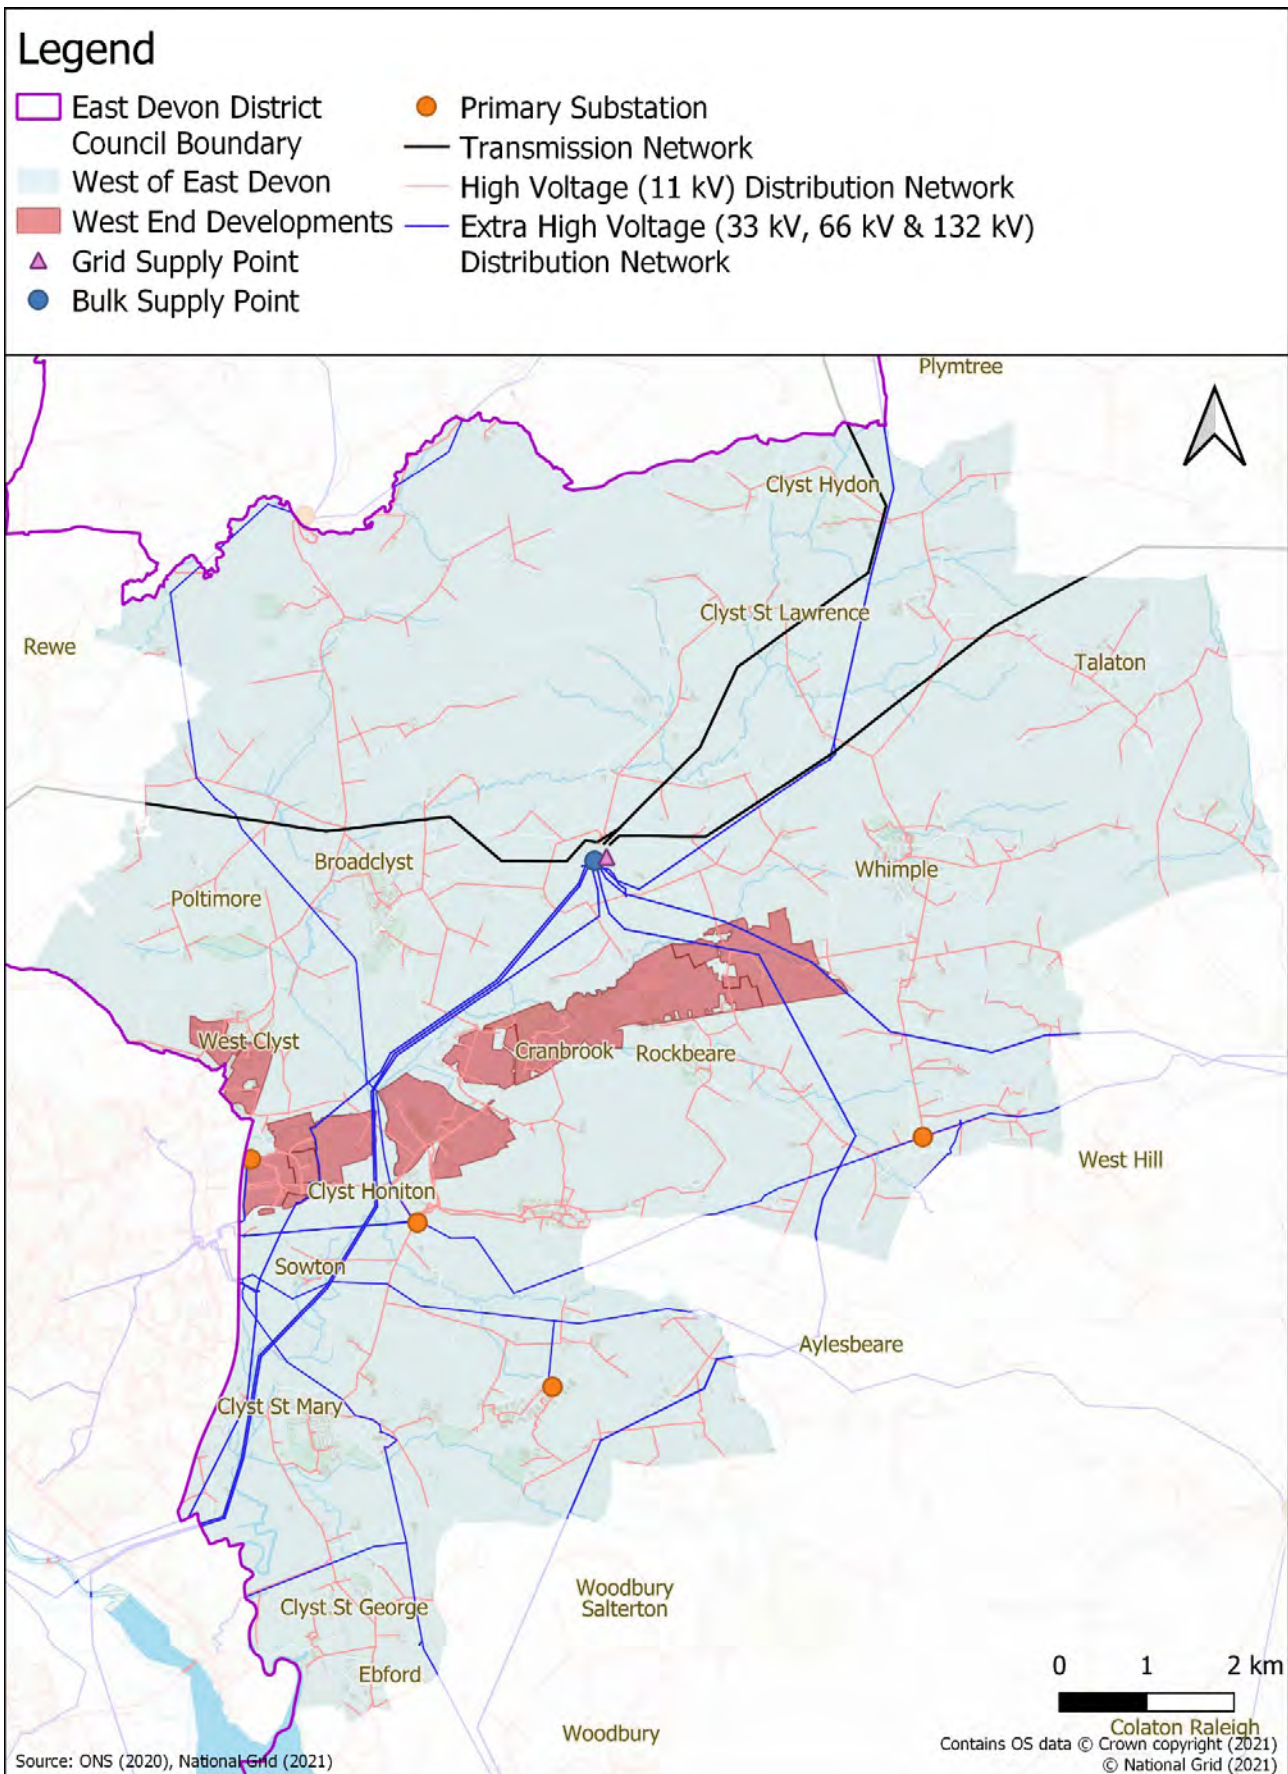 Legend
East Devon District
Council Boundary
West of East Devon
West End Developments
Grid Supply Point
Bulk Supply Point
Primary Substation
Transmission Network
High Voltage (11 kV) Distribution Network
Extra High Voltage (33 kV, 66 kV & 132 kV)
Distribution Network
Plymtree
Clyst Hydon
Clyst St Lawrence
Rewe
Talaton
Broadclyst
Whimple
Poltimore
West Clyst
Cranbrook
Rockbeare
West Hill
Clyst Honiton
Sowton
Aylesbeare
Clyst St Mary
Woodbury
Salterton
Clyst St George
Ebford
0 1 2 km
Woodbury
Colaton Raleigh
Source: ONS (2020), National Grid (2021)
Contains OS data © Crown copyright (2021)
© National Grid (2021)